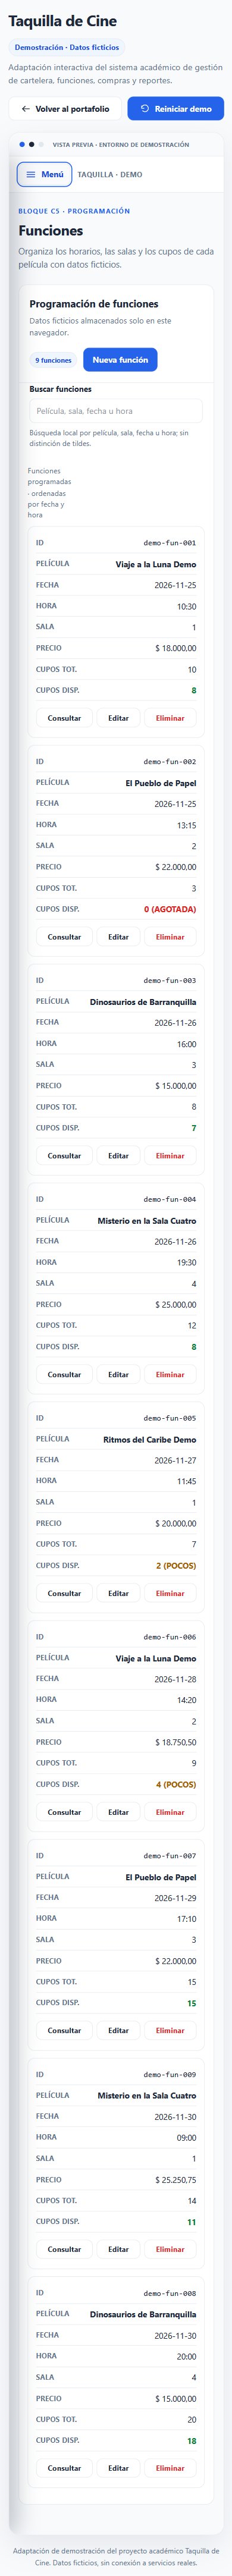 Taquilla de Cine
Demostración · Datos ficticios
Adaptación interactiva del sistema académico de gestión
de cartelera, funciones, compras y reportes.
Volver al portafolio
Reiniciar demo
VISTA PREVIA · ENTORNO DE DEMOSTRACIÓN
Menú
TAQUILLA · DEMO
BLOQUE C5 · PROGRAMACIÓN
Funciones
Organiza los horarios, las salas y los cupos de cada
película con datos ficticios.
Programación de funciones
Datos ficticios almacenados solo en este
navegador.
9 funciones
Nueva función
Buscar funciones
Película, sala, fecha u hora
Búsqueda local por película, sala, fecha u hora; sin
distinción de tildes.
Funciones
programadas
· ordenadas
por fecha y
hora
ID demo-fun-001
PELÍCULA Viaje a la Luna Demo
FECHA 2026-11-25
HORA 10:30
SALA 1
PRECIO $ 18.000,00
CUPOS TOT. 10
CUPOS DISP. 8
Consultar Editar Eliminar
ID demo-fun-002
PELÍCULA El Pueblo de Papel
FECHA 2026-11-25
HORA 13:15
SALA 2
PRECIO $ 22.000,00
CUPOS TOT. 3
CUPOS DISP. 0 (AGOTADA)
Consultar Editar Eliminar
ID demo-fun-003
PELÍCULA Dinosaurios de Barranquilla
FECHA 2026-11-26
HORA 16:00
SALA 3
PRECIO $ 15.000,00
CUPOS TOT. 8
CUPOS DISP. 7
Consultar Editar Eliminar
ID demo-fun-004
PELÍCULA Misterio en la Sala Cuatro
FECHA 2026-11-26
HORA 19:30
SALA 4
PRECIO $ 25.000,00
CUPOS TOT. 12
CUPOS DISP. 8
Consultar Editar Eliminar
ID demo-fun-005
PELÍCULA Ritmos del Caribe Demo
FECHA 2026-11-27
HORA 11:45
SALA 1
PRECIO $ 20.000,00
CUPOS TOT. 7
CUPOS DISP. 2 (POCOS)
Consultar Editar Eliminar
ID demo-fun-006
PELÍCULA Viaje a la Luna Demo
FECHA 2026-11-28
HORA 14:20
SALA 2
PRECIO $ 18.750,50
CUPOS TOT. 9
CUPOS DISP. 4 (POCOS)
Consultar Editar Eliminar
ID demo-fun-007
PELÍCULA El Pueblo de Papel
FECHA 2026-11-29
HORA 17:10
SALA 3
PRECIO $ 22.000,00
CUPOS TOT. 15
CUPOS DISP. 15
Consultar Editar Eliminar
ID demo-fun-009
PELÍCULA Misterio en la Sala Cuatro
FECHA 2026-11-30
HORA 09:00
SALA 1
PRECIO $ 25.250,75
CUPOS TOT. 14
CUPOS DISP. 11
Consultar Editar Eliminar
ID demo-fun-008
PELÍCULA Dinosaurios de Barranquilla
FECHA 2026-11-30
HORA 20:00
SALA 4
PRECIO $ 15.000,00
CUPOS TOT. 20
CUPOS DISP. 18
Consultar Editar Eliminar
Adaptación de demostración del proyecto académico Taquilla de
Cine. Datos ficticios, sin conexión a servicios reales.